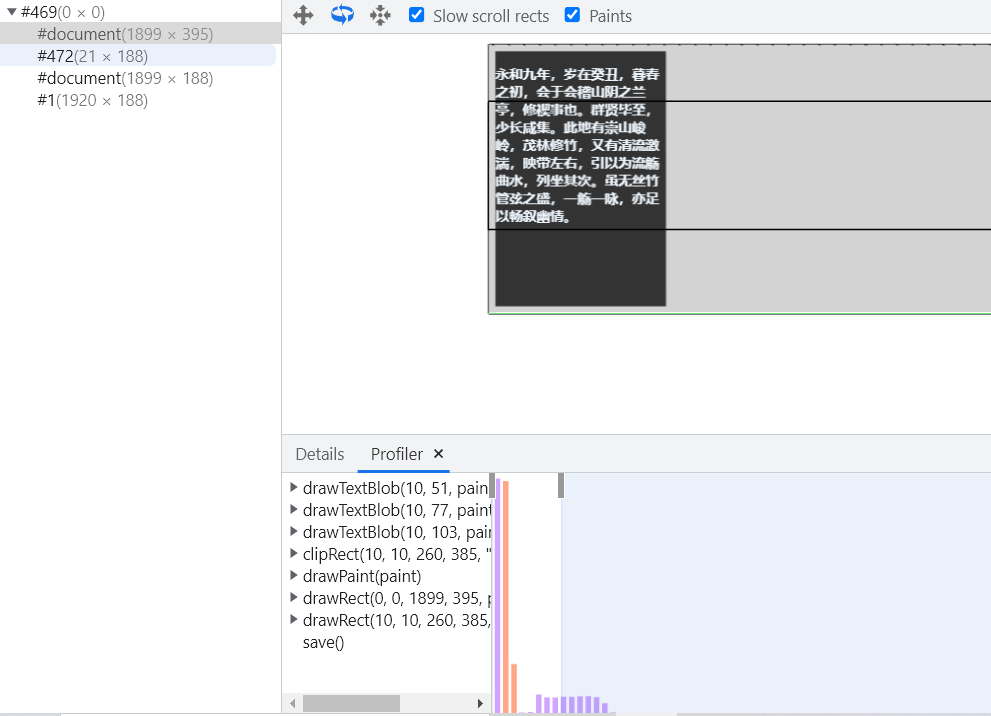 #469(0 × 0)
#document(1899 × 395)
#472(21 × 188)
#document(1899 × 188)
#1(1920 × 188)
Slow scroll rects
Paints
永和九年，岁在癸丑，暮春
之初，会于会稽山阴之兰
亭，修禊事也。群贤毕至，
少长咸集。此地有崇山峻
岭，茂林修竹，又有清流激
湍，映带左右，引以为流觞
曲水，列坐其次。虽无丝竹
管弦之盛，一觞一咏，亦足
以畅叙幽情。
Details
Profiler ×
drawTextBlob(10, 51, pain
drawTextBlob(10, 77, paint
drawTextBlob(10, 103, pain
clipRect(10, 10, 260, 385, "
drawPaint(paint)
drawRect(0, 0, 1899, 395, p
drawRect(10, 10, 260, 385,
save()